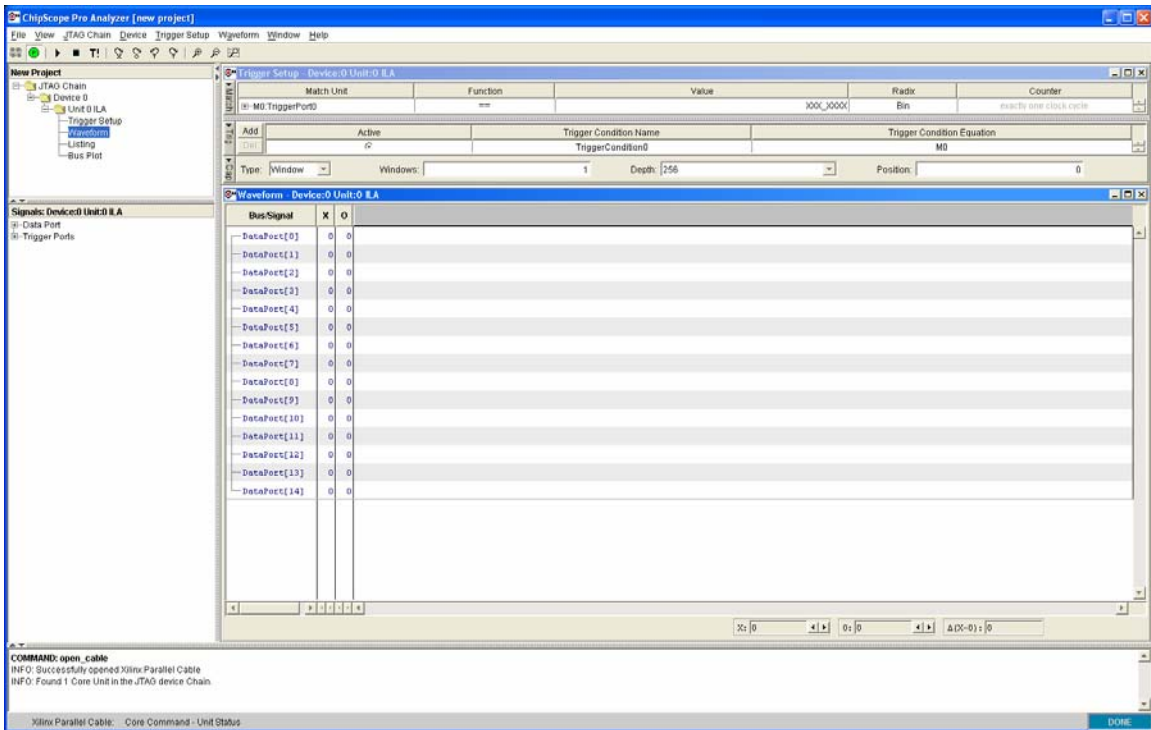 ChipScope Pro Analyzer [new project]
File View JTAG Chain Device Trigger Setup Waveform Window Help
T!
New Project
JTAG Chain
Device 0
Unit 0 ILA
Trigger Setup
Waveform
Listing
Bus Plot
Signals: Device:0 Unit:0 ILA
Data Port
Trigger Ports
Trigger Setup - Device:0 Unit:0 ILA
Match
Match Unit Function Value Radix Counter
M0:TriggerPort0 == XXX_XXXX Bin exactly one clock cycle
Trig
Add Active Trigger Condition Name Trigger Condition Equation
Del TriggerCondition0 M0
Cap
Type: Window Windows: 1 Depth: 256 Position: 0
Waveform - Device:0 Unit:0 ILA
Bus/Signal X O
DataPort[0] 0 0
DataPort[1] 0 0
DataPort[2] 0 0
DataPort[3] 0 0
DataPort[4] 0 0
DataPort[5] 0 0
DataPort[6] 0 0
DataPort[7] 0 0
DataPort[8] 0 0
DataPort[9] 0 0
DataPort[10] 0 0
DataPort[11] 0 0
DataPort[12] 0 0
DataPort[13] 0 0
DataPort[14] 0 0
X: 0 O: 0 Δ(X-O): 0
COMMAND: open_cable
INFO: Successfully opened Xilinx Parallel Cable
INFO: Found 1 Core Unit in the JTAG device Chain.
Xilinx Parallel Cable: Core Command - Unit Status DONE